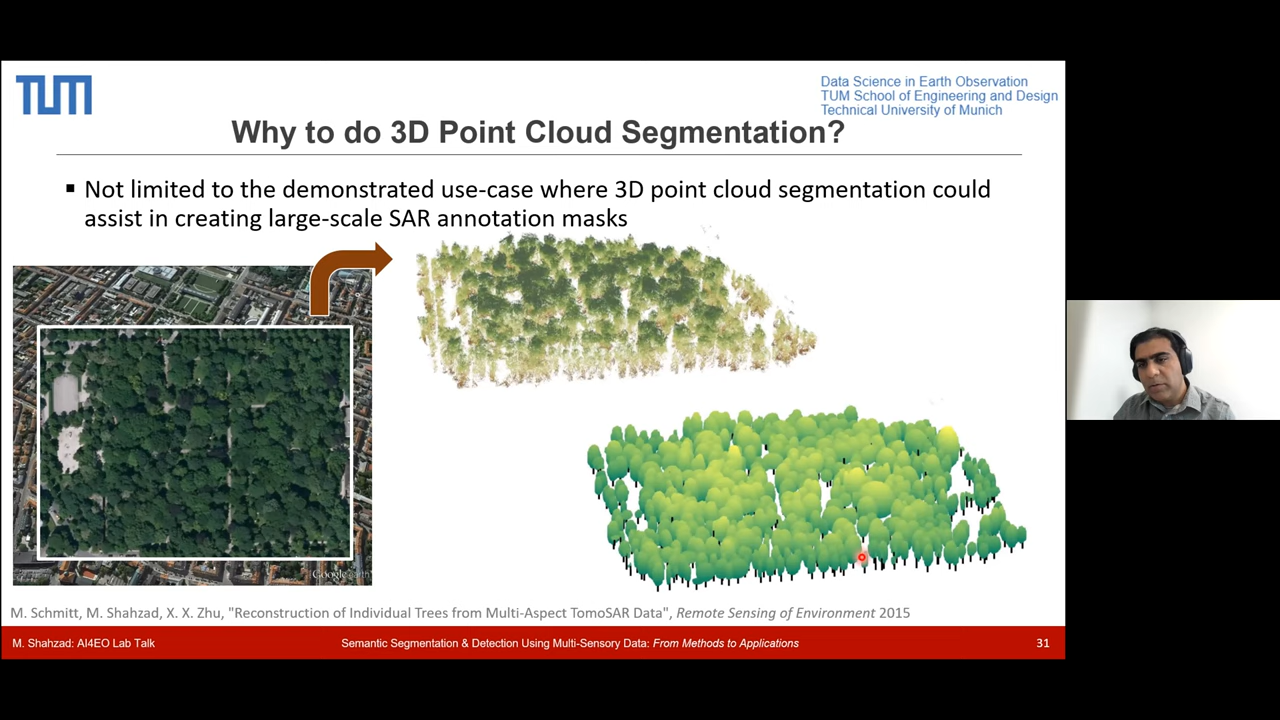 TUM
Data Science in Earth Observation
TUM School of Engineering and Design
Technical University of Munich
Why to do 3D Point Cloud Segmentation?
▪ Not limited to the demonstrated use-case where 3D point cloud segmentation could
assist in creating large-scale SAR annotation masks
Google earth
M. Schmitt, M. Shahzad, X. X. Zhu, "Reconstruction of Individual Trees from Multi-Aspect TomoSAR Data", Remote Sensing of Environment 2015
M. Shahzad: AI4EO Lab Talk
Semantic Segmentation & Detection Using Multi-Sensory Data: From Methods to Applications
31